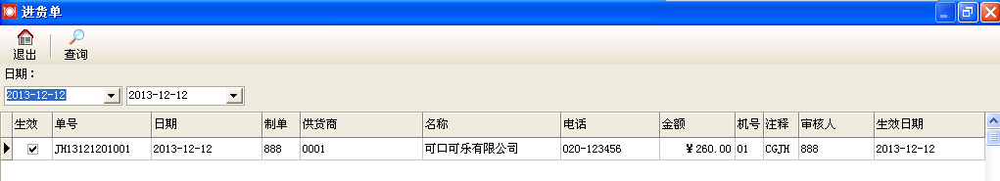 进货单
退出 查询
日期：
2013-12-12 2013-12-12
生效 单号 日期 制单 供货商 名称 电话 金额 机号 注释 审核人 生效日期
JH13121201001 2013-12-12 888 0001 可口可乐有限公司 020-123456 ￥260.00 01 CGJH 888 2013-12-12